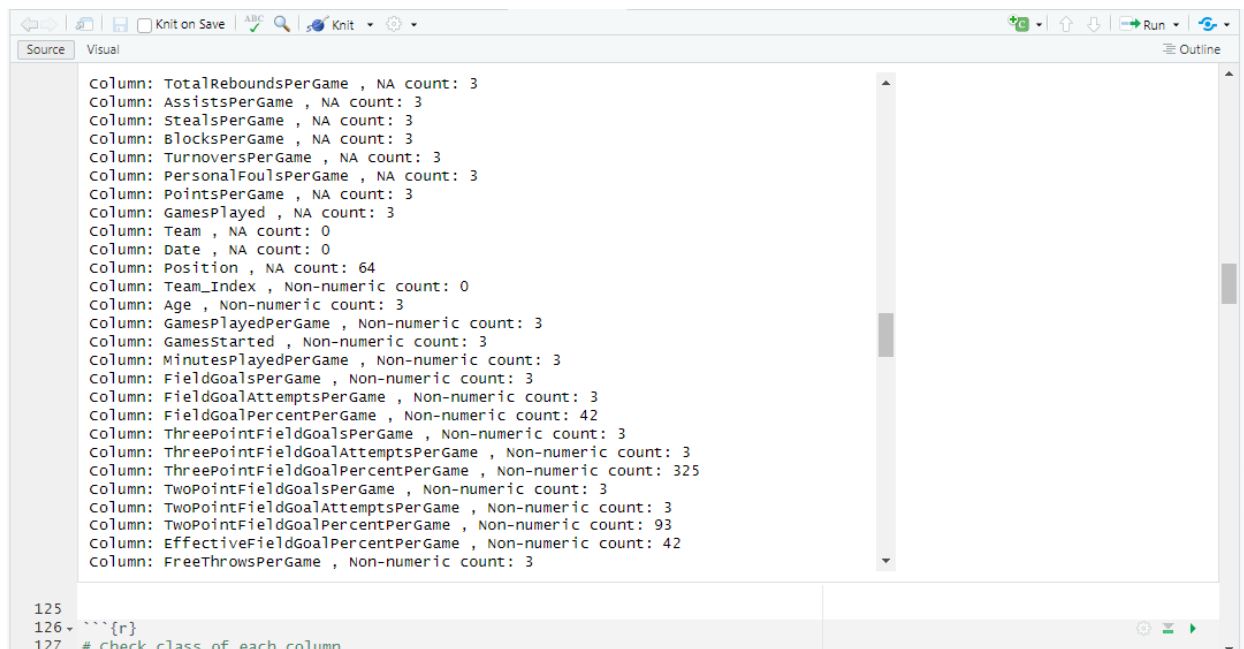 Knit on Save ABC Knit Run
Source Visual Outline
Column: TotalReboundsPerGame , NA count: 3
Column: AssistsPerGame , NA count: 3
Column: StealsPerGame , NA count: 3
Column: BlocksPerGame , NA count: 3
Column: TurnoversPerGame , NA count: 3
Column: PersonalFoulsPerGame , NA count: 3
Column: PointsPerGame , NA count: 3
Column: GamesPlayed , NA count: 3
Column: Team , NA count: 0
Column: Date , NA count: 0
Column: Position , NA count: 64
Column: Team_Index , Non-numeric count: 0
Column: Age , Non-numeric count: 3
Column: GamesPlayedPerGame , Non-numeric count: 3
Column: GamesStarted , Non-numeric count: 3
Column: MinutesPlayedPerGame , Non-numeric count: 3
Column: FieldGoalsPerGame , Non-numeric count: 3
Column: FieldGoalAttemptsPerGame , Non-numeric count: 3
Column: FieldGoalPercentPerGame , Non-numeric count: 42
Column: ThreePointFieldGoalsPerGame , Non-numeric count: 3
Column: ThreePointFieldGoalAttemptsPerGame , Non-numeric count: 3
Column: ThreePointFieldGoalPercentPerGame , Non-numeric count: 325
Column: TwoPointFieldGoalsPerGame , Non-numeric count: 3
Column: TwoPointFieldGoalAttemptsPerGame , Non-numeric count: 3
Column: TwoPointFieldGoalPercentPerGame , Non-numeric count: 93
Column: EffectiveFieldGoalPercentPerGame , Non-numeric count: 42
Column: FreeThrowsPerGame , Non-numeric count: 3
125
126 ```{r}
127 # Check class of each column